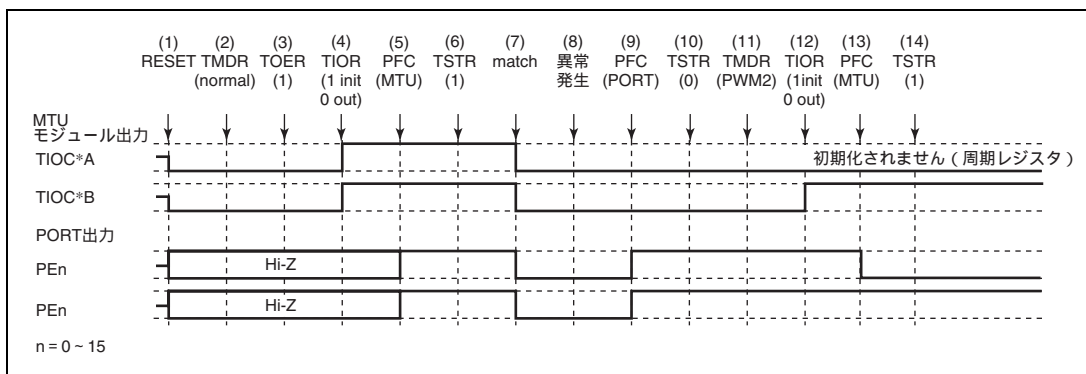 (1) (2) (3) (4) (5) (6) (7) (8) (9) (10) (11) (12) (13) (14)
RESET TMDR TOER TIOR PFC TSTR match 異常 PFC TSTR TMDR TIOR PFC TSTR
(normal) (1) (1 init (MTU) (1) 発生 (PORT) (0) (PWM2) (1init (MTU) (1)
0 out) 0 out)
MTU
モジュール出力
TIOC*A 初期化されません ( 周期レジスタ )
TIOC*B
PORT出力
PEn Hi-Z
PEn Hi-Z
n = 0 ~ 15